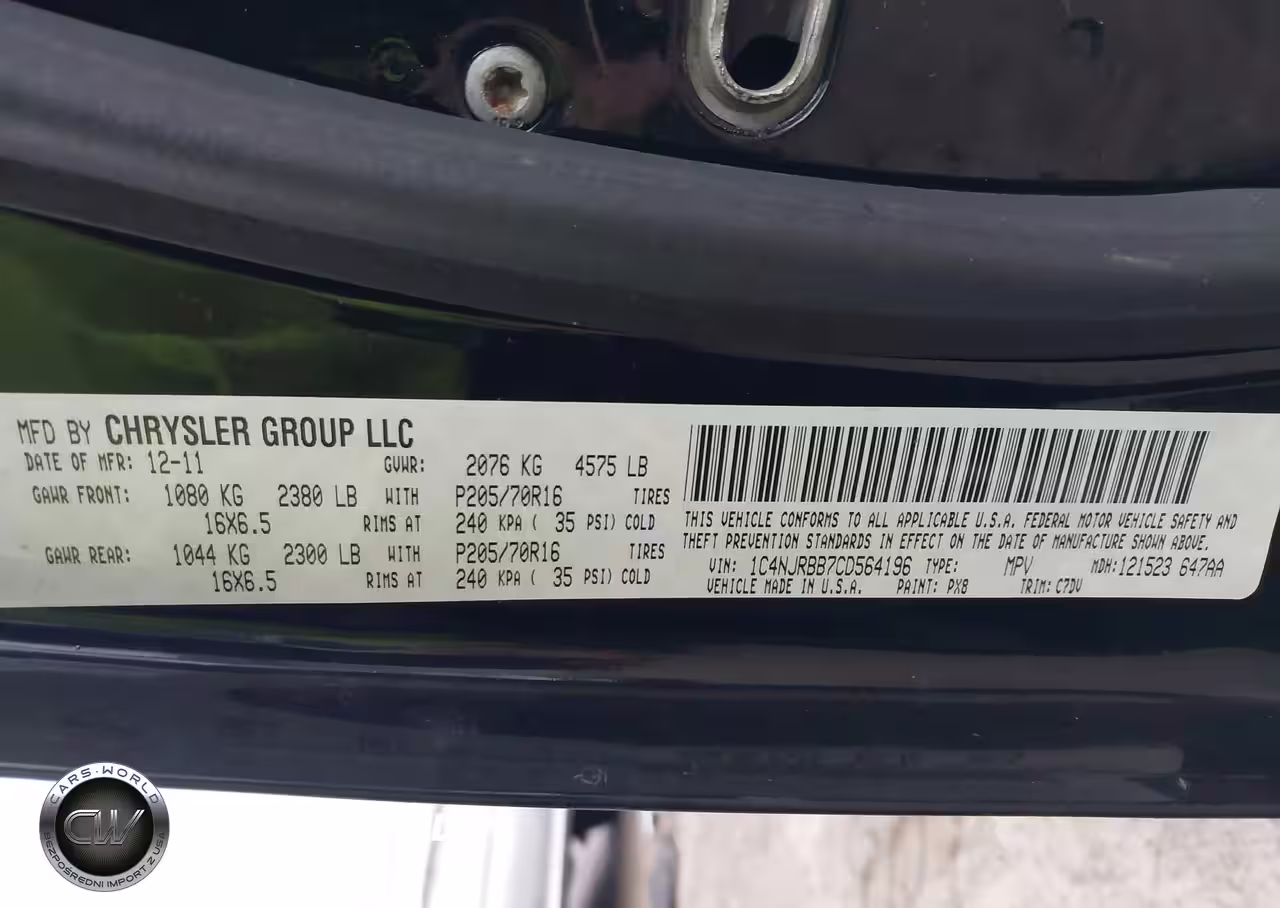 MFD BY CHRYSLER GROUP LLC
DATE OF MFR: 12-11 GVWR: 2076 KG 4575 LB
GAWR FRONT: 1080 KG 2380 LB WITH P205/70R16 TIRES
16X6.5 RIMS AT 240 KPA ( 35 PSI) COLD
GAWR REAR: 1044 KG 2300 LB WITH P205/70R16 TIRES
16X6.5 RIMS AT 240 KPA ( 35 PSI) COLD
THIS VEHICLE CONFORMS TO ALL APPLICABLE U.S.A. FEDERAL MOTOR VEHICLE SAFETY AND
THEFT PREVENTION STANDARDS IN EFFECT ON THE DATE OF MANUFACTURE SHOWN ABOVE.
VIN: 1C4NJRBB7CD564196 TYPE: MPV MDH:121523 647AA
VEHICLE MADE IN U.S.A. PAINT: PX8 TRIM: C7DV
CARS-WORLD
CW
BEZPOŚREDNI IMPORT Z USA